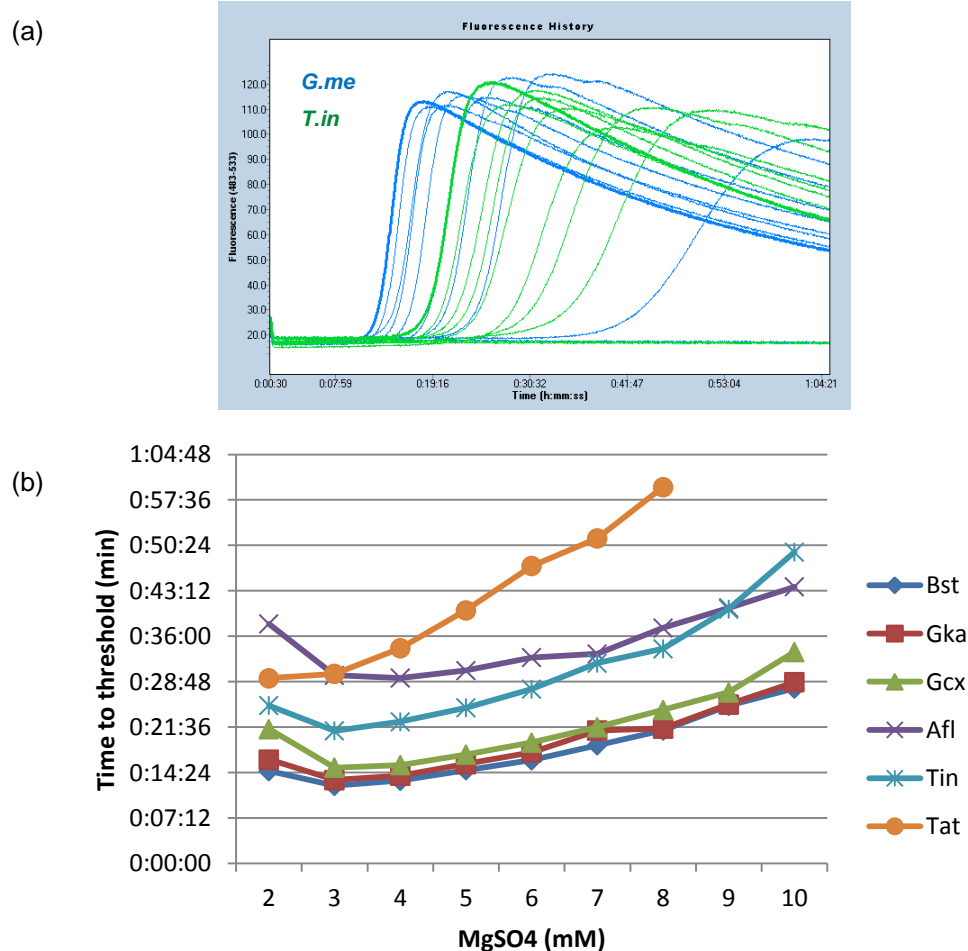 (a)
Fluorescence History
G.me
T.in
Fluorescence (483-533)
120.0
110.0
100.0
90.0
80.0
70.0
60.0
50.0
40.0
30.0
20.0
0:00:30 0:07:59 0:19:16 0:30:32 0:41:47 0:53:04 1:04:21
Time (h:mm:ss)
(b)
Time to threshold (min)
1:04:48
0:57:36
0:50:24
0:43:12
0:36:00
0:28:48
0:21:36
0:14:24
0:07:12
0:00:00
2 3 4 5 6 7 8 9 10
MgSO4 (mM)
Bst
Gka
Gcx
Afl
Tin
Tat